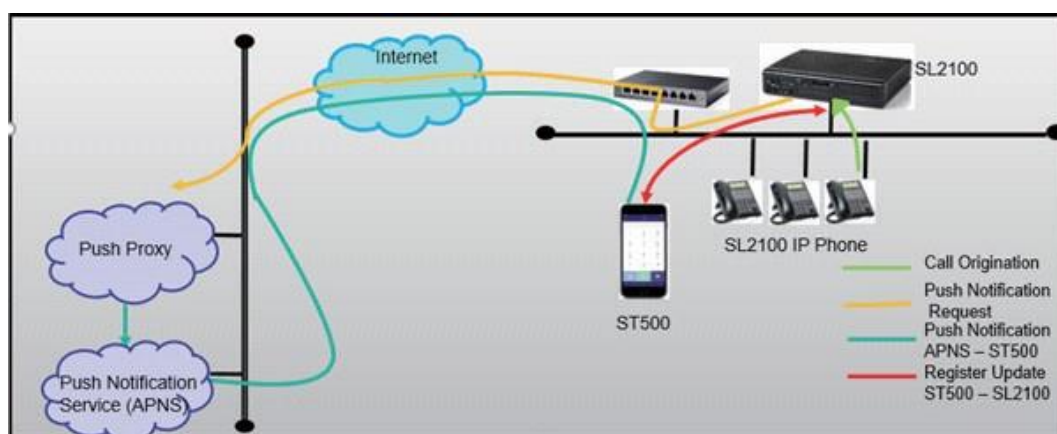 Internet
SL2100
Push Proxy
SL2100 IP Phone
ST500
Push Notification
Service (APNS)
Call Origination
Push Notification
Request
Push Notification
APNS – ST500
Register Update
ST500 – SL2100